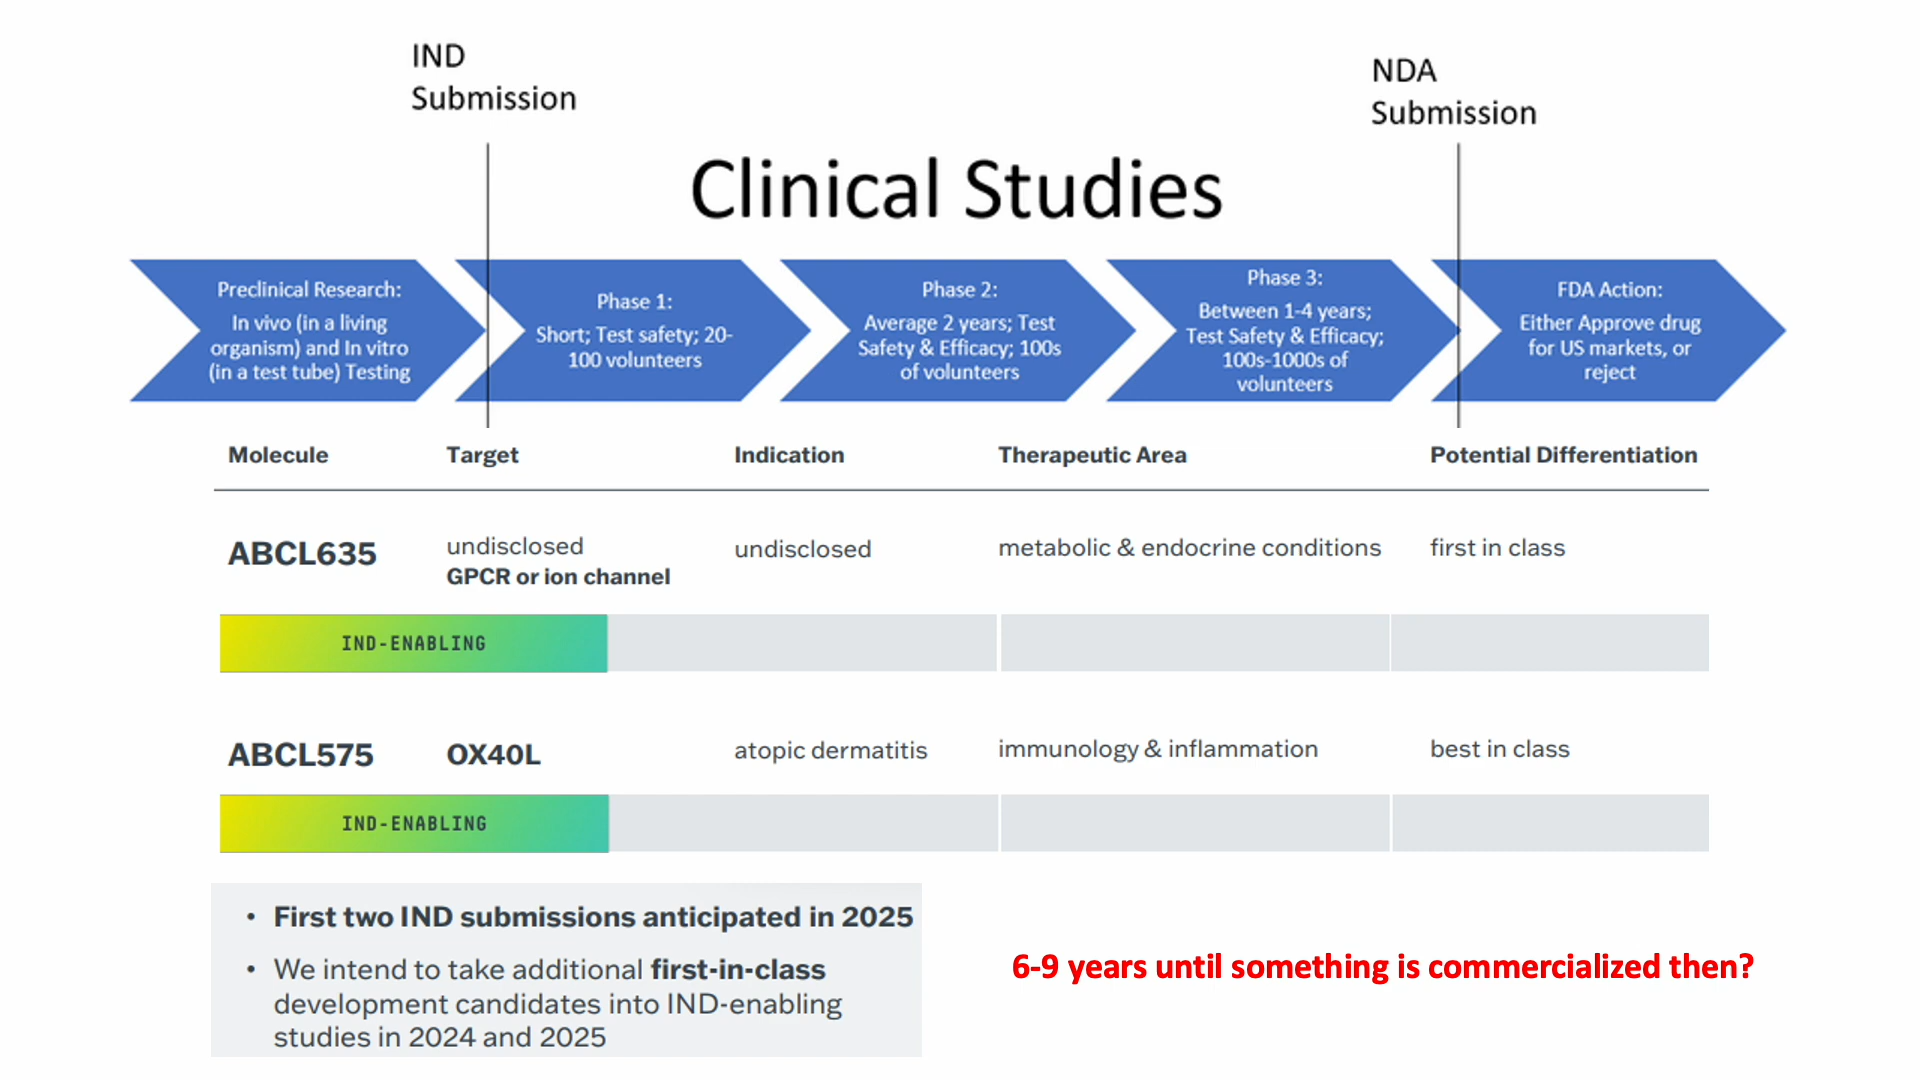 IND
Submission
NDA
Submission
Clinical Studies
Preclinical Research:
In vivo (in a living
organism) and In vitro
(in a test tube) Testing
Phase 1:
Short; Test safety; 20-
100 volunteers
Phase 2:
Average 2 years; Test
Safety & Efficacy; 100s
of volunteers
Phase 3:
Between 1-4 years;
Test Safety & Efficacy;
100s-1000s of
volunteers
FDA Action:
Either Approve drug
for US markets, or
reject
Molecule Target Indication Therapeutic Area Potential Differentiation
ABCL635
undisclosed
GPCR or ion channel
undisclosed
metabolic & endocrine conditions
first in class
IND-ENABLING
ABCL575 OX40L atopic dermatitis immunology & inflammation best in class
IND-ENABLING
• First two IND submissions anticipated in 2025
• We intend to take additional first-in-class
development candidates into IND-enabling
studies in 2024 and 2025
6-9 years until something is commercialized then?